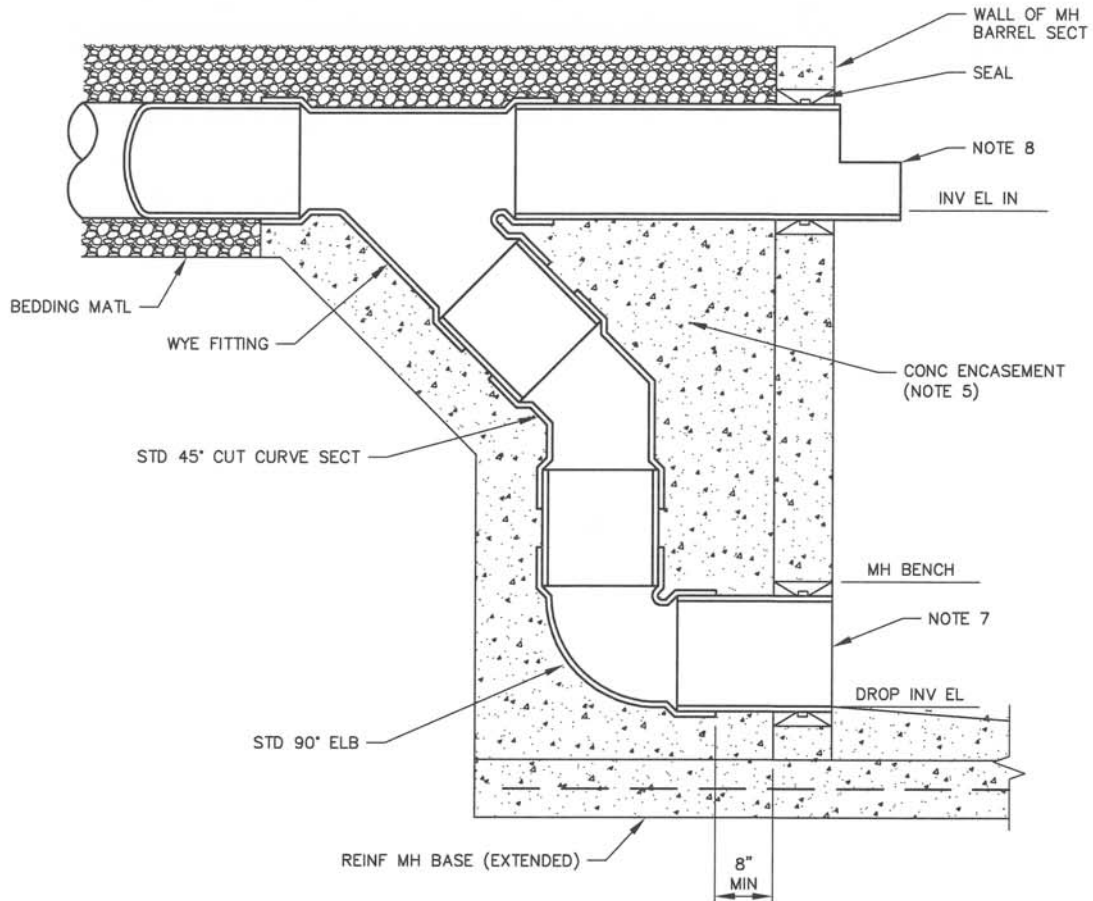 WALL OF MH
BARREL SECT
SEAL
NOTE 8
INV EL IN
BEDDING MATL
WYE FITTING
CONC ENCASEMENT
(NOTE 5)
STD 45° CUT CURVE SECT
MH BENCH
NOTE 7
DROP INV EL
STD 90° ELB
REINF MH BASE (EXTENDED)
8"
MIN